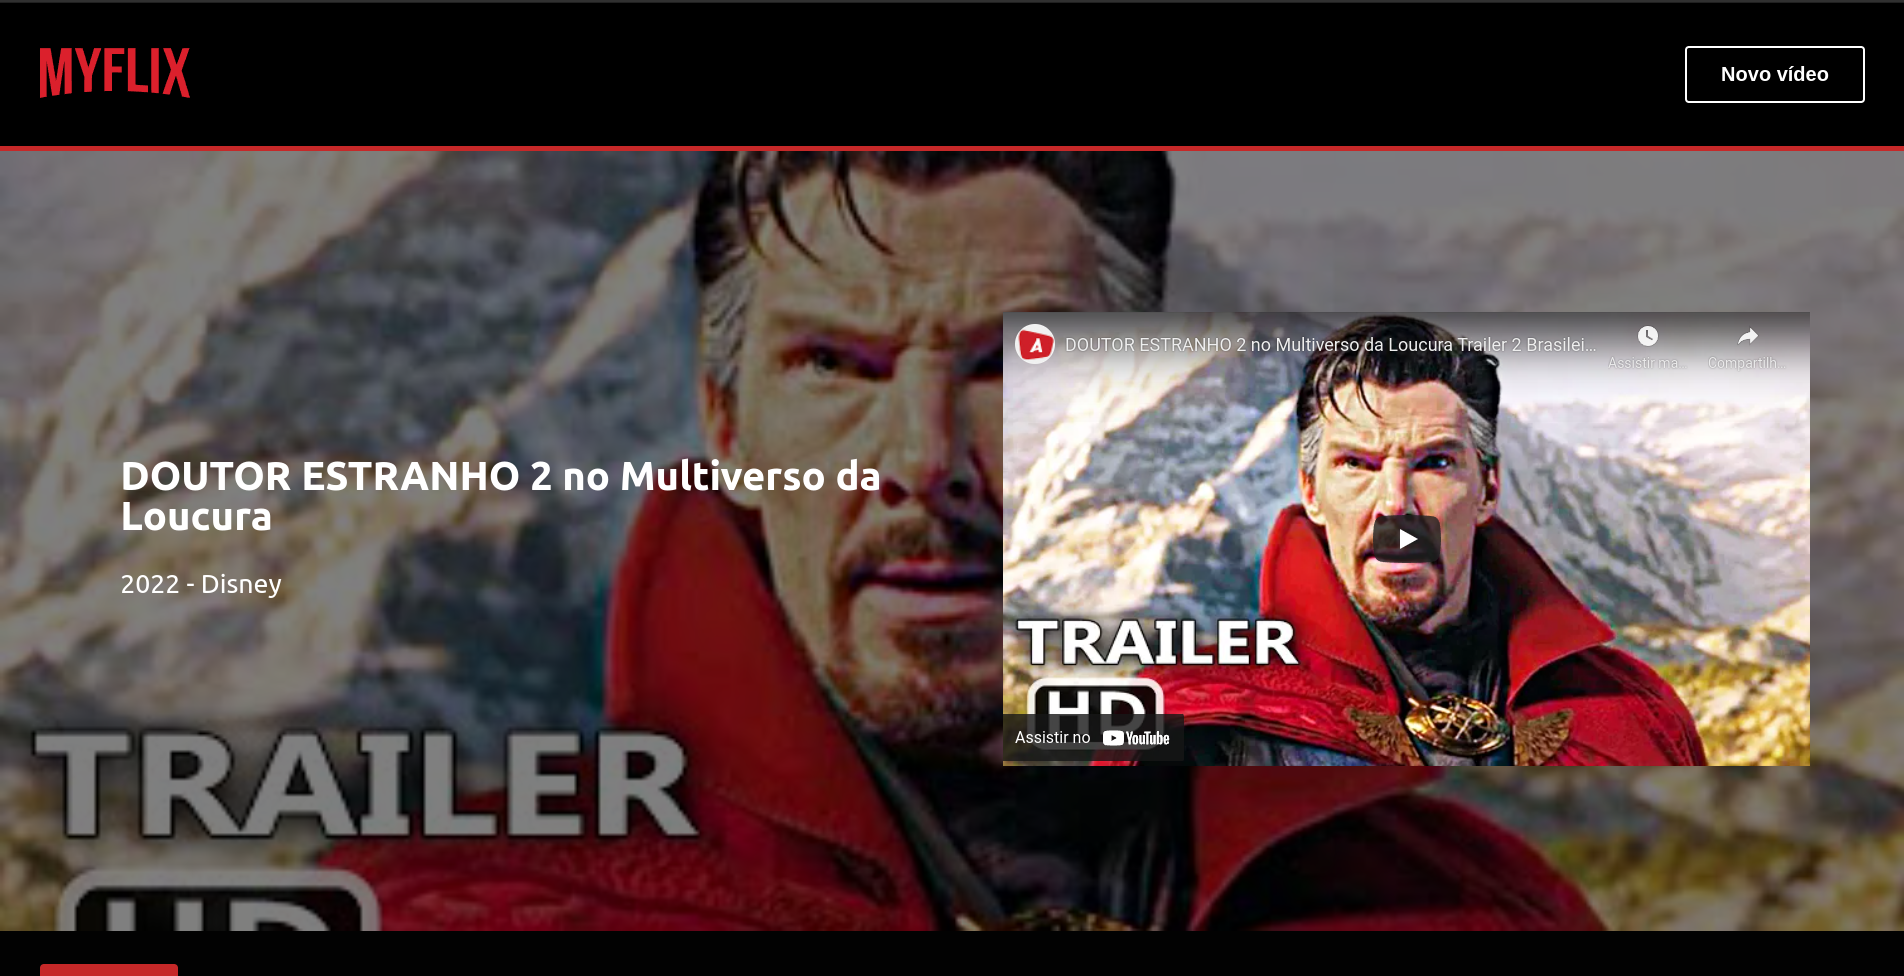 MYFLIX
Novo vídeo
DOUTOR ESTRANHO 2 no Multiverso da
Loucura
2022 - Disney
TRAILER
HD
A
DOUTOR ESTRANHO 2 no Multiverso da Loucura Trailer 2 Brasilei...
Assistir ma...
Compartilh...
TRAILER
HD
Assistir no YouTube